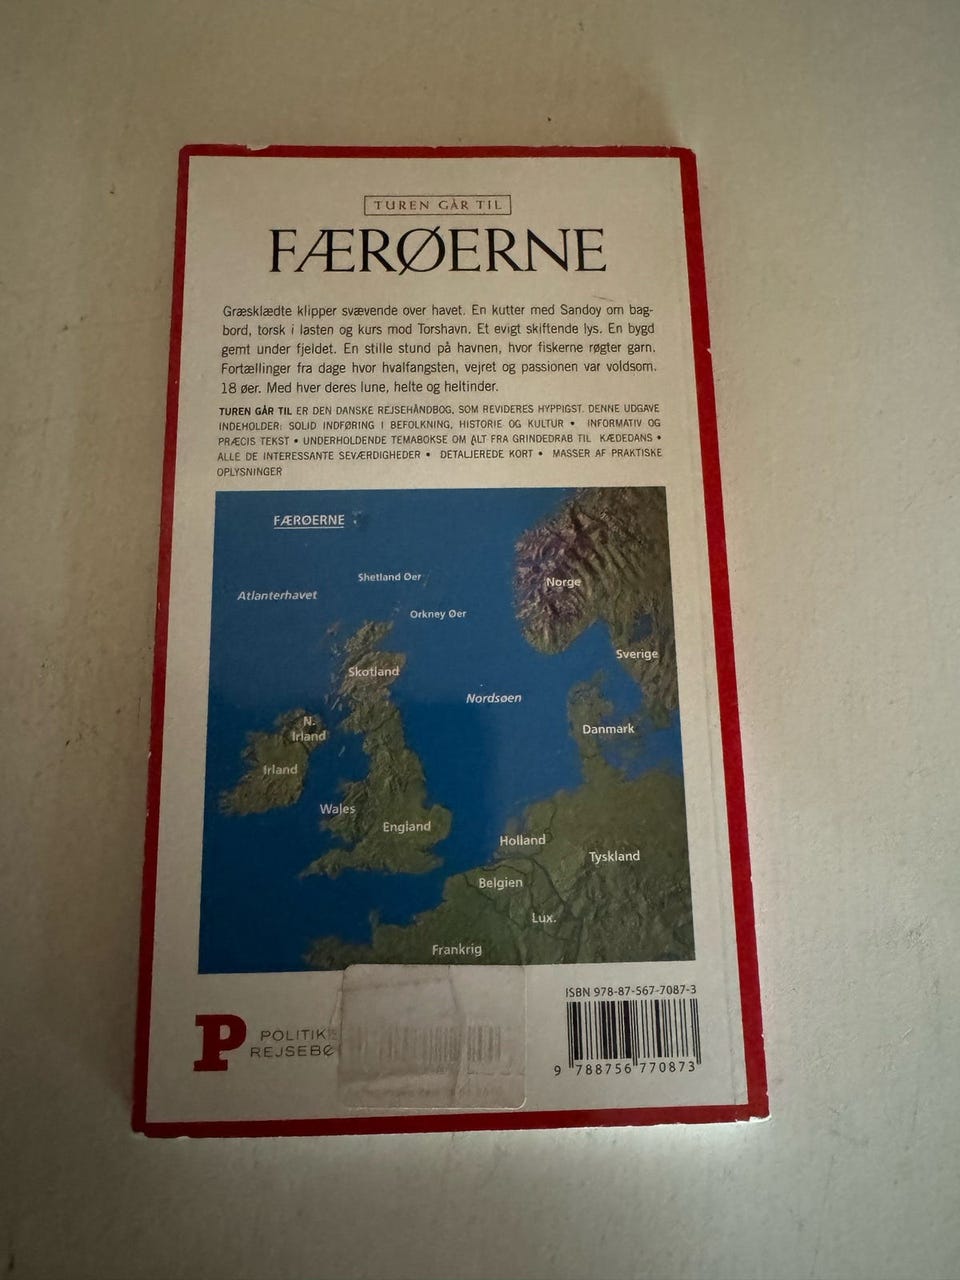 TUREN GÅR TIL
FÆRØERNE
Græsklædte klipper svævende over havet. En kutter med Sandoy om bag-
bord, torsk i lasten og kurs mod Torshavn. Et evigt skiftende lys. En bygd
gemt under fjeldet. En stille stund på havnen, hvor fiskerne røgter garn.
Fortællinger fra dage hvor hvalfangsten, vejret og passionen var voldsom.
18 øer. Med hver deres lune, helte og heltinder.
TUREN GÅR TIL ER DEN DANSKE REJSEHÅNDBOG, SOM REVIDERES HYPPIGST. DENNE UDGAVE
INDEHOLDER: SOLID INDFØRING I BEFOLKNING, HISTORIE OG KULTUR • INFORMATIV OG
PRÆCIS TEKST • UNDERHOLDENDE TEMABOKSE OM ALT FRA GRINDEDRAB TIL KÆDEDANS •
ALLE DE INTERESSANTE SEVÆRDIGHEDER • DETALJEREDE KORT • MASSER AF PRAKTISKE
OPLYSNINGER
FÆRØERNE
Shetland Øer
Norge
Atlanterhavet
Orkney Øer
Sverige
Skotland
Nordsøen
N.
Irland
Danmark
Irland
Wales
England
Holland
Tyskland
Belgien
Lux.
Frankrig
ISBN 978-87-567-7087-3
P
POLITIK
REJSEBØ
9 788756 770873